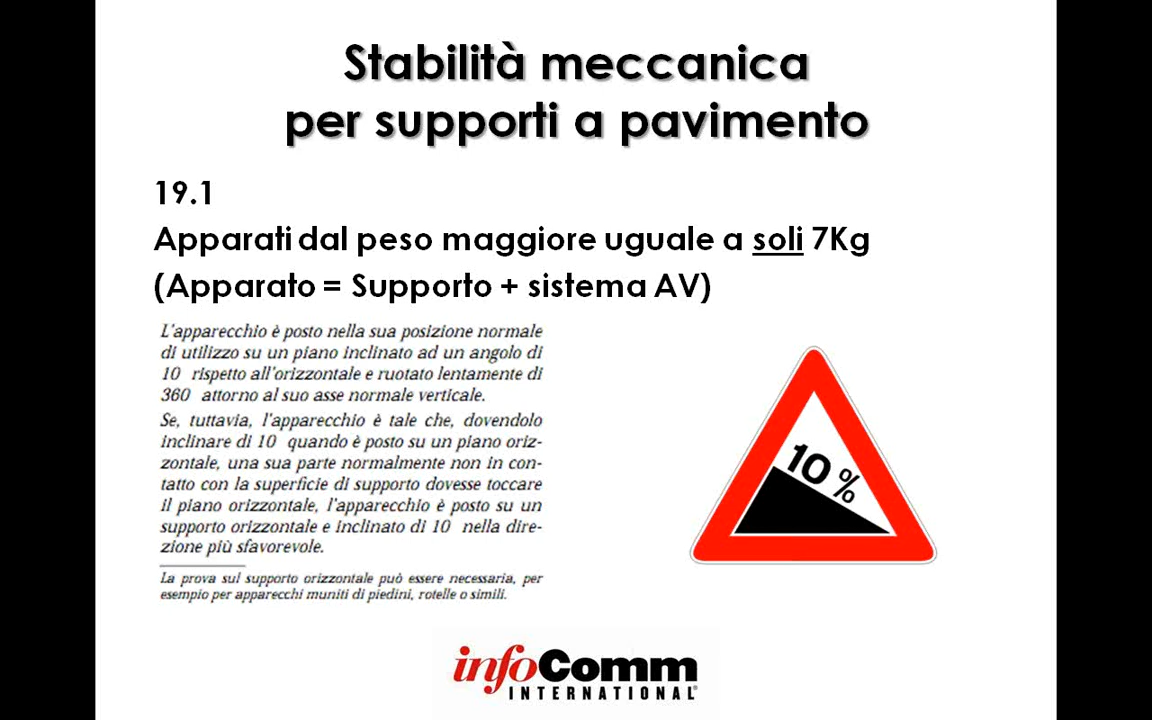 Stabilità meccanica
per supporti a pavimento
19.1
Apparati dal peso maggiore uguale a soli 7Kg
(Apparato = Supporto + sistema AV)
L'apparecchio è posto nella sua posizione normale
di utilizzo su un piano inclinato ad un angolo di
10 rispetto all'orizzontale e ruotato lentamente di
360 attorno al suo asse normale verticale.
Se, tuttavia, l'apparecchio è tale che, dovendolo
inclinare di 10 quando è posto su un piano oriz-
zontale, una sua parte normalmente non in con-
tatto con la superficie di supporto dovesse toccare
il piano orizzontale, l'apparecchio è posto su un
supporto orizzontale e inclinato di 10 nella dire-
zione più sfavorevole.
La prova sul supporto orizzontale può essere necessaria, per
esempio per apparecchi muniti di piedini, rotelle o simili.
10 %
infoComm
INTERNATIONAL®